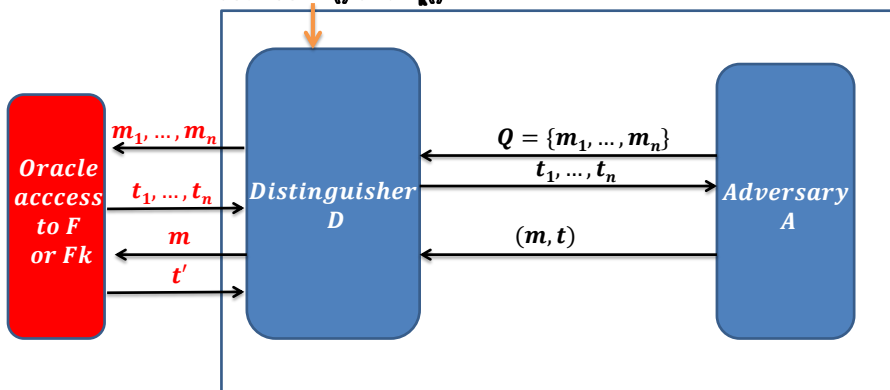 m₁, … , mₙ
Q = {m₁, … , mₙ}
Oracle
acccess
to F
or Fk
t₁, … , tₙ
t₁, … , tₙ
Distinguisher
D
Adversary
A
m
(m, t)
t′